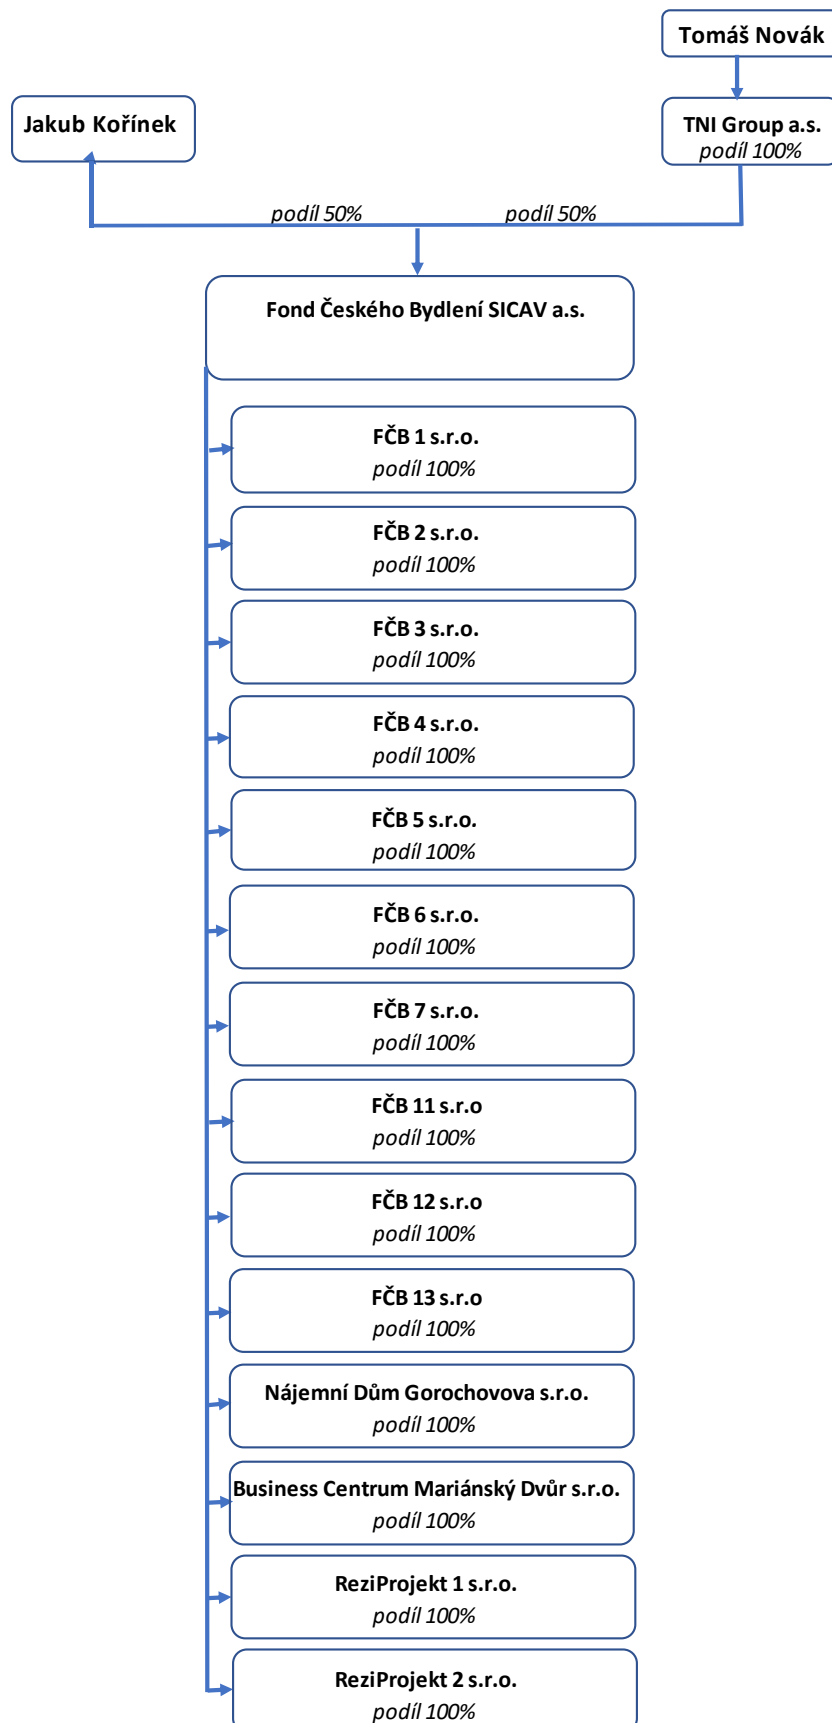 Tomáš Novák
Jakub Kořínek
TNI Group a.s.
podíl 100%
podíl 50%
podíl 50%
Fond Českého Bydlení SICAV a.s.
FČB 1 s.r.o.
podíl 100%
FČB 2 s.r.o.
podíl 100%
FČB 3 s.r.o.
podíl 100%
FČB 4 s.r.o.
podíl 100%
FČB 5 s.r.o.
podíl 100%
FČB 6 s.r.o.
podíl 100%
FČB 7 s.r.o.
podíl 100%
FČB 11 s.r.o
podíl 100%
FČB 12 s.r.o
podíl 100%
FČB 13 s.r.o
podíl 100%
Nájemní Dům Gorochovova s.r.o.
podíl 100%
Business Centrum Mariánský Dvůr s.r.o.
podíl 100%
ReziProjekt 1 s.r.o.
podíl 100%
ReziProjekt 2 s.r.o.
podíl 100%